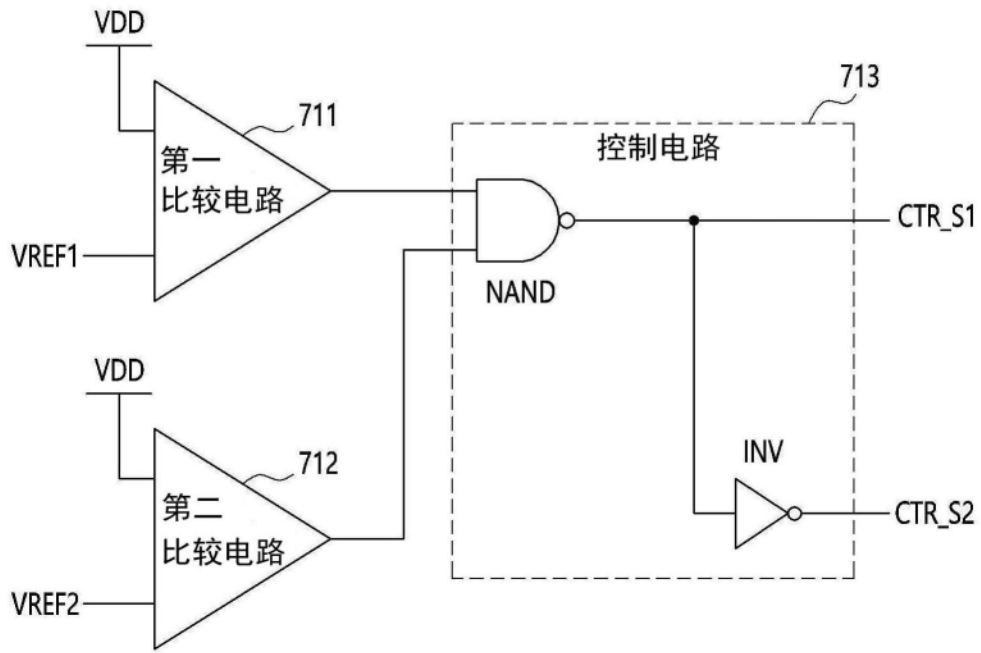 VDD
711
第一
比较电路
VREF1
713
控制电路
NAND
CTR_S1
VDD
712
第二
比较电路
VREF2
INV
CTR_S2